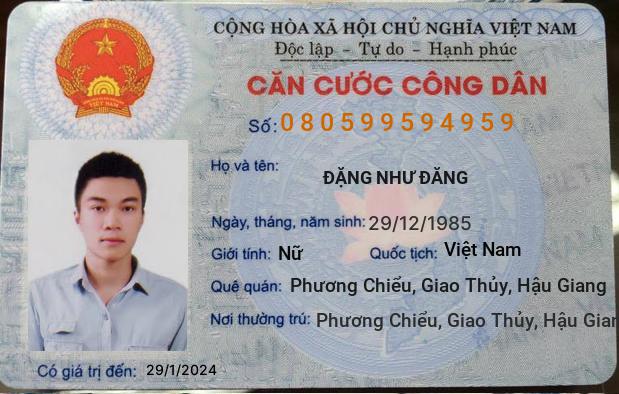 CỘNG HÒA XÃ HỘI CHỦ NGHĨA VIỆT NAM
Độc lập - Tự do - Hạnh phúc
CĂN CƯỚC CÔNG DÂN
Số: 080599594959
Họ và tên:
ĐẶNG NHƯ ĐĂNG
Ngày, tháng, năm sinh: 29/12/1985
Giới tính: Nữ Quốc tịch: Việt Nam
Quê quán: Phương Chiểu, Giao Thủy, Hậu Giang
Nơi thường trú: Phương Chiểu, Giao Thủy, Hậu Gian
Có giá trị đến: 29/1/2024
VIỆT NAM